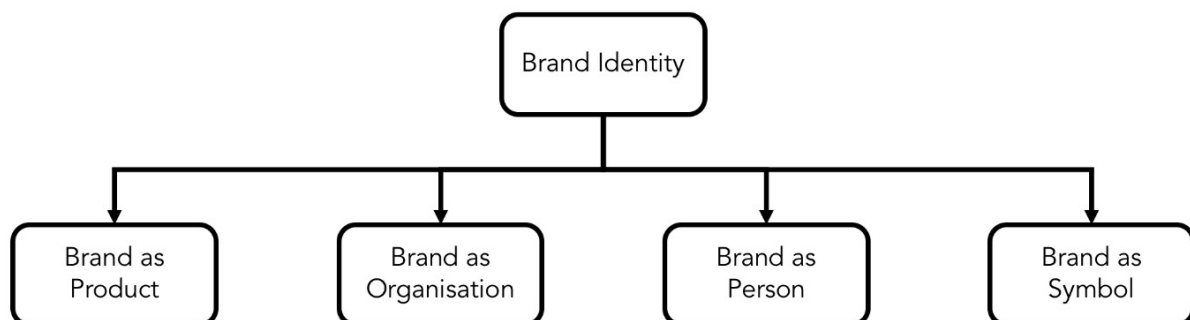 Brand Identity
Brand as
Product
Brand as
Organisation
Brand as
Person
Brand as
Symbol